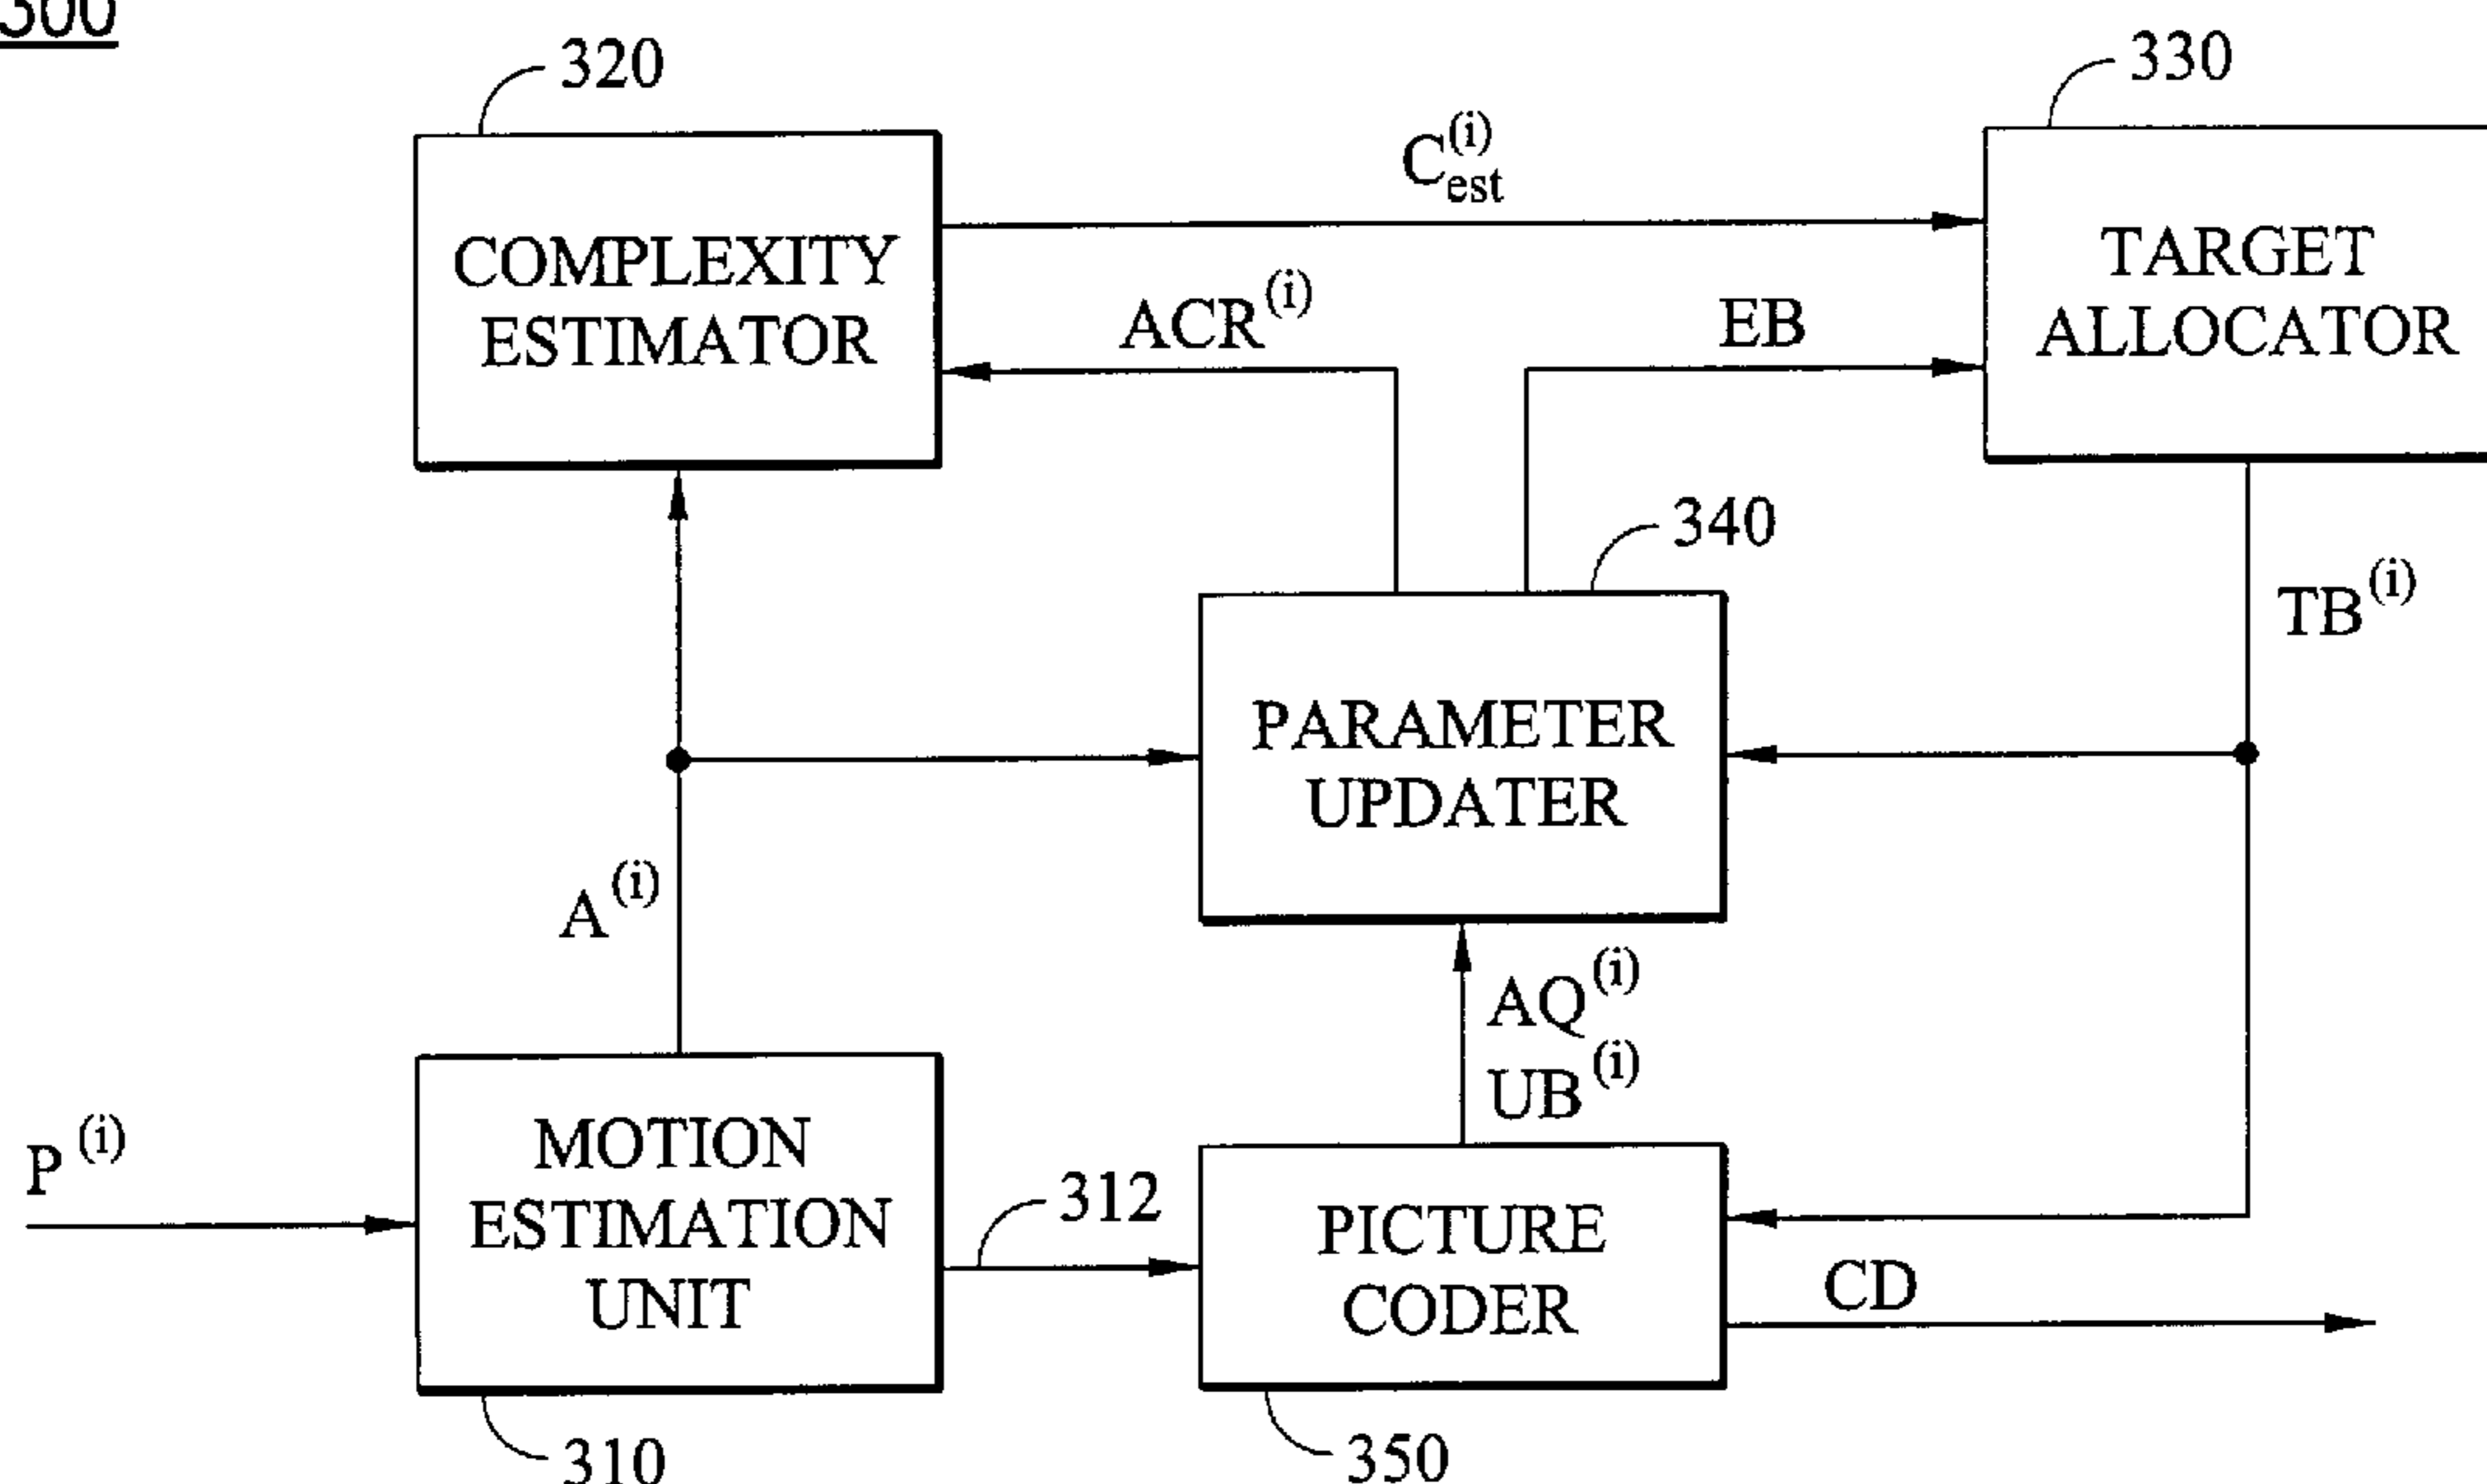 300
320
330
C_est^(i)
COMPLEXITY
ESTIMATOR
TARGET
ALLOCATOR
ACR^(i)
EB
340
TB^(i)
PARAMETER
UPDATER
A^(i)
AQ^(i)
UB^(i)
P^(i)
MOTION
ESTIMATION
UNIT
312
PICTURE
CODER
CD
310
350